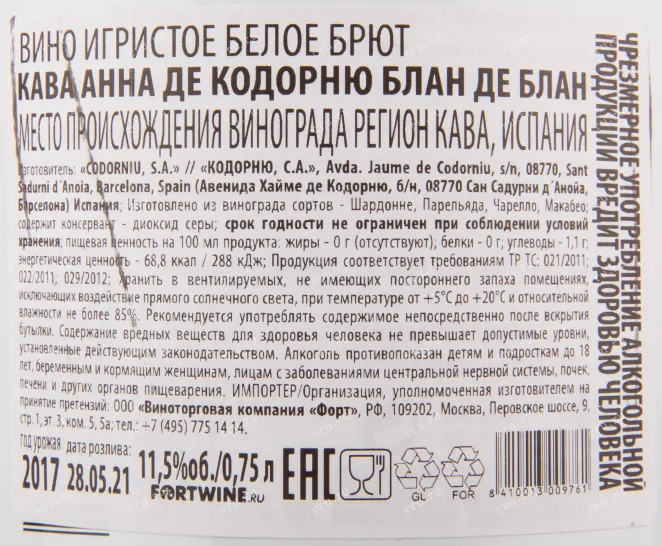 ВИНО ИГРИСТОЕ БЕЛОЕ БРЮТ
КАВА АННА ДЕ КОДОРНЮ БЛАН ДЕ БЛАН
МЕСТО ПРОИСХОЖДЕНИЯ ВИНОГРАДА РЕГИОН КАВА, ИСПАНИЯ
Изготовитель: «CODORNIU, S.A.» // «КОДОРНЮ, С.А.», Avda. Jaume de Codorniu, s/n, 08770, Sant
Sadurni d´Anoia, Barcelona, Spain (Авенида Хайме де Кодорню, б/н, 08770 Сан Садурни д´Анойа,
Барселона) Испания; Изготовлено из винограда сортов - Шардонне, Парельяда, Чарелло, Макабео;
содержит консервант - диоксид серы; срок годности не ограничен при соблюдении условий
хранения; пищевая ценность на 100 мл продукта: жиры - 0 г (отсутствуют); белки - 0 г; углеводы - 1,1 г;
энергетическая ценность - 68,8 ккал / 288 кДж; Продукция соответствует требованиям ТР ТС: 021/2011;
022/2011; 029/2012; Хранить в вентилируемых, не имеющих постороннего запаха помещениях,
исключающих воздействие прямого солнечного света, при температуре от +5°С до +20°С и относительной
влажности не более 85%. Рекомендуется употреблять содержимое непосредственно после вскрытия
бутылки. Содержание вредных веществ для здоровья человека не превышает допустимые уровни,
установленные действующим законодательством. Алкоголь противопоказан детям и подросткам до 18
лет, беременным и кормящим женщинам, лицам с заболеваниями центральной нервной системы, почек,
печени и других органов пищеварения. ИМПОРТЕР/Организация, уполномоченная изготовителем на
принятие претензий: ООО «Виноторговая компания «Форт», РФ, 109202, Москва, Перовское шоссе, 9,
стр. 1, эт. 3, ком. 5, 5а; тел.: +7 (495) 775 14 14.
год урожая дата розлива:
2017 28.05.21
11,5%об./0,75 л
FORTWINE.RU
EAC
GL
FOR
8 410013 009761
ЧРЕЗМЕРНОЕ УПОТРЕБЛЕНИЕ АЛКОГОЛЬНОЙ
ПРОДУКЦИИ ВРЕДИТ ЗДОРОВЬЮ ЧЕЛОВЕКА